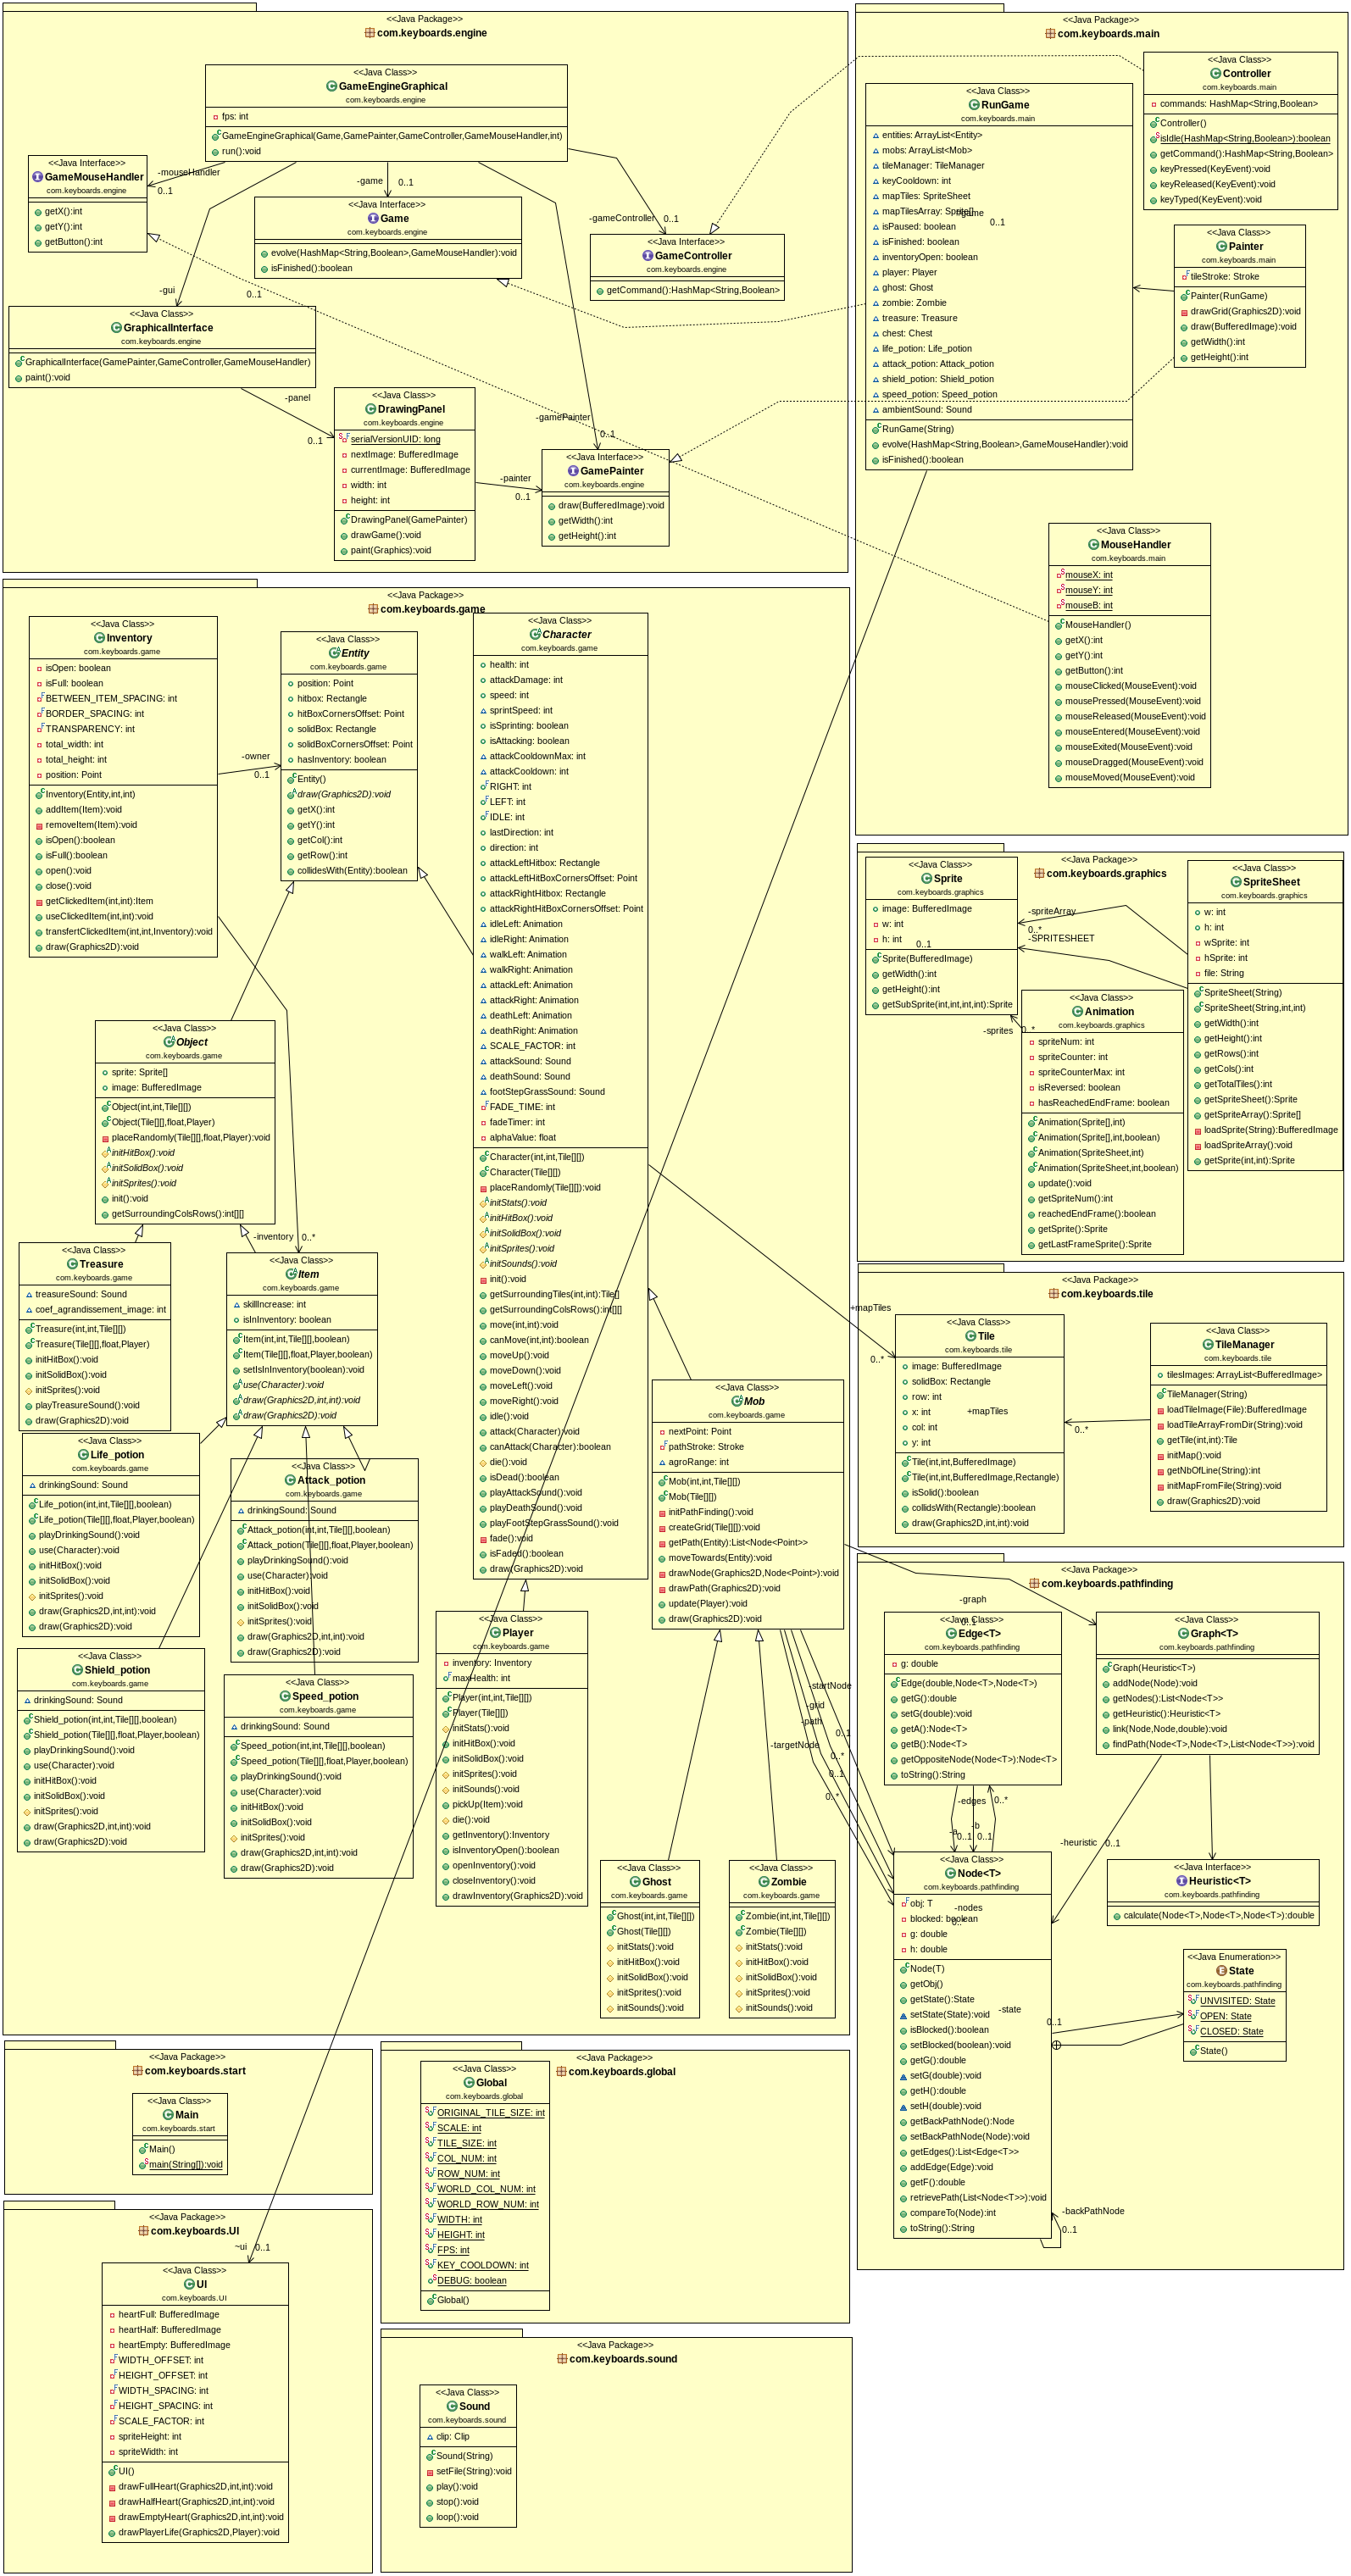 <<Java Package>>
com.keyboards.engine
<<Java Class>>
GameEngineGraphical
com.keyboards.engine
fps: int
GameEngineGraphical(Game,GamePainter,GameController,GameMouseHandler,int)
run():void
<<Java Interface>>
GameMouseHandler
com.keyboards.engine
getX():int
getY():int
getButton():int
-mouseHandler
0..1
-game
0..1
<<Java Interface>>
Game
com.keyboards.engine
evolve(HashMap<String,Boolean>,GameMouseHandler):void
isFinished():boolean
-gameController
0..1
<<Java Interface>>
GameController
com.keyboards.engine
getCommand():HashMap<String,Boolean>
-gui
0..1
<<Java Class>>
GraphicalInterface
com.keyboards.engine
GraphicalInterface(GamePainter,GameController,GameMouseHandler)
paint():void
-panel
0..1
<<Java Class>>
DrawingPanel
com.keyboards.engine
serialVersionUID: long
nextImage: BufferedImage
currentImage: BufferedImage
width: int
height: int
DrawingPanel(GamePainter)
drawGame():void
paint(Graphics):void
-gamePainter
0..1
-painter
0..1
<<Java Interface>>
GamePainter
com.keyboards.engine
draw(BufferedImage):void
getWidth():int
getHeight():int
<<Java Package>>
com.keyboards.main
<<Java Class>>
Controller
com.keyboards.main
commands: HashMap<String,Boolean>
Controller()
isIdle(HashMap<String,Boolean>):boolean
getCommand():HashMap<String,Boolean>
keyPressed(KeyEvent):void
keyReleased(KeyEvent):void
keyTyped(KeyEvent):void
<<Java Class>>
RunGame
com.keyboards.main
entities: ArrayList<Entity>
mobs: ArrayList<Mob>
tileManager: TileManager
keyCooldown: int
mapTiles: SpriteSheet
mapTilesArray: Sprite[]
isPaused: boolean
isFinished: boolean
inventoryOpen: boolean
player: Player
ghost: Ghost
zombie: Zombie
treasure: Treasure
chest: Chest
life_potion: Life_potion
attack_potion: Attack_potion
shield_potion: Shield_potion
speed_potion: Speed_potion
ambientSound: Sound
RunGame(String)
evolve(HashMap<String,Boolean>,GameMouseHandler):void
isFinished():boolean
-game
0..1
<<Java Class>>
Painter
com.keyboards.main
tileStroke: Stroke
Painter(RunGame)
drawGrid(Graphics2D):void
draw(BufferedImage):void
getWidth():int
getHeight():int
<<Java Class>>
MouseHandler
com.keyboards.main
mouseX: int
mouseY: int
mouseB: int
MouseHandler()
getX():int
getY():int
getButton():int
mouseClicked(MouseEvent):void
mousePressed(MouseEvent):void
mouseReleased(MouseEvent):void
mouseEntered(MouseEvent):void
mouseExited(MouseEvent):void
mouseDragged(MouseEvent):void
mouseMoved(MouseEvent):void
<<Java Package>>
com.keyboards.game
<<Java Class>>
Inventory
com.keyboards.game
isOpen: boolean
isFull: boolean
BETWEEN_ITEM_SPACING: int
BORDER_SPACING: int
TRANSPARENCY: int
total_width: int
total_height: int
position: Point
Inventory(Entity,int,int)
addItem(Item):void
removeItem(Item):void
isOpen():boolean
isFull():boolean
open():void
close():void
getClickedItem(int,int):Item
useClickedItem(int,int):void
transfertClickedItem(int,int,Inventory):void
draw(Graphics2D):void
-owner
0..1
<<Java Class>>
Entity
com.keyboards.game
position: Point
hitbox: Rectangle
hitBoxCornersOffset: Point
solidBox: Rectangle
solidBoxCornersOffset: Point
hasInventory: boolean
Entity()
draw(Graphics2D):void
getX():int
getY():int
getCol():int
getRow():int
collidesWith(Entity):boolean
<<Java Class>>
Character
com.keyboards.game
health: int
attackDamage: int
speed: int
sprintSpeed: int
isSprinting: boolean
isAttacking: boolean
attackCooldownMax: int
attackCooldown: int
RIGHT: int
LEFT: int
IDLE: int
lastDirection: int
direction: int
attackLeftHitbox: Rectangle
attackLeftHitBoxCornersOffset: Point
attackRightHitbox: Rectangle
attackRightHitBoxCornersOffset: Point
idleLeft: Animation
idleRight: Animation
walkLeft: Animation
walkRight: Animation
attackLeft: Animation
attackRight: Animation
deathLeft: Animation
deathRight: Animation
SCALE_FACTOR: int
attackSound: Sound
deathSound: Sound
footStepGrassSound: Sound
FADE_TIME: int
fadeTimer: int
alphaValue: float
Character(int,int,Tile[][])
Character(Tile[][])
placeRandomly(Tile[][]):void
initStats():void
initHitBox():void
initSolidBox():void
initSprites():void
initSounds():void
init():void
getSurroundingTiles(int,int):Tile[]
getSurroundingColsRows():int[][]
move(int,int):void
canMove(int,int):boolean
moveUp():void
moveDown():void
moveLeft():void
moveRight():void
idle():void
attack(Character):void
canAttack(Character):boolean
die():void
isDead():boolean
playAttackSound():void
playDeathSound():void
playFootStepGrassSound():void
fade():void
isFaded():boolean
draw(Graphics2D):void
<<Java Class>>
Object
com.keyboards.game
sprite: Sprite[]
image: BufferedImage
Object(int,int,Tile[][])
Object(Tile[][],float,Player)
placeRandomly(Tile[][],float,Player):void
initHitBox():void
initSolidBox():void
initSprites():void
init():void
getSurroundingColsRows():int[][]
-inventory
0..*
<<Java Class>>
Treasure
com.keyboards.game
treasureSound: Sound
coef_agrandissement_image: int
Treasure(int,int,Tile[][])
Treasure(Tile[][],float,Player)
initHitBox():void
initSolidBox():void
initSprites():void
playTreasureSound():void
draw(Graphics2D):void
<<Java Class>>
Item
com.keyboards.game
skillIncrease: int
isInInventory: boolean
Item(int,int,Tile[][],boolean)
Item(Tile[][],float,Player,boolean)
setIsInInventory(boolean):void
use(Character):void
draw(Graphics2D,int,int):void
draw(Graphics2D):void
<<Java Class>>
Life_potion
com.keyboards.game
drinkingSound: Sound
Life_potion(int,int,Tile[][],boolean)
Life_potion(Tile[][],float,Player,boolean)
playDrinkingSound():void
use(Character):void
initHitBox():void
initSolidBox():void
initSprites():void
draw(Graphics2D,int,int):void
draw(Graphics2D):void
<<Java Class>>
Attack_potion
com.keyboards.game
drinkingSound: Sound
Attack_potion(int,int,Tile[][],boolean)
Attack_potion(Tile[][],float,Player,boolean)
playDrinkingSound():void
use(Character):void
initHitBox():void
initSolidBox():void
initSprites():void
draw(Graphics2D,int,int):void
draw(Graphics2D):void
<<Java Class>>
Shield_potion
com.keyboards.game
drinkingSound: Sound
Shield_potion(int,int,Tile[][],boolean)
Shield_potion(Tile[][],float,Player,boolean)
playDrinkingSound():void
use(Character):void
initHitBox():void
initSolidBox():void
initSprites():void
draw(Graphics2D,int,int):void
draw(Graphics2D):void
<<Java Class>>
Speed_potion
com.keyboards.game
drinkingSound: Sound
Speed_potion(int,int,Tile[][],boolean)
Speed_potion(Tile[][],float,Player,boolean)
playDrinkingSound():void
use(Character):void
initHitBox():void
initSolidBox():void
initSprites():void
draw(Graphics2D,int,int):void
draw(Graphics2D):void
<<Java Class>>
Player
com.keyboards.game
inventory: Inventory
maxHealth: int
Player(int,int,Tile[][])
Player(Tile[][])
initStats():void
initHitBox():void
initSolidBox():void
initSprites():void
initSounds():void
pickUp(Item):void
die():void
getInventory():Inventory
isInventoryOpen():boolean
openInventory():void
closeInventory():void
drawInventory(Graphics2D):void
<<Java Class>>
Mob
com.keyboards.game
nextPoint: Point
pathStroke: Stroke
agroRange: int
Mob(int,int,Tile[][])
Mob(Tile[][])
initPathFinding():void
createGrid(Tile[][]):void
getPath(Entity):List<Node<Point>>
moveTowards(Entity):void
drawNode(Graphics2D,Node<Point>):void
drawPath(Graphics2D):void
update(Player):void
draw(Graphics2D):void
<<Java Class>>
Ghost
com.keyboards.game
Ghost(int,int,Tile[][])
Ghost(Tile[][])
initStats():void
initHitBox():void
initSolidBox():void
initSprites():void
initSounds():void
<<Java Class>>
Zombie
com.keyboards.game
Zombie(int,int,Tile[][])
Zombie(Tile[][])
initStats():void
initHitBox():void
initSolidBox():void
initSprites():void
initSounds():void
<<Java Package>>
com.keyboards.graphics
<<Java Class>>
Sprite
com.keyboards.graphics
image: BufferedImage
w: int
h: int
0..1
Sprite(BufferedImage)
getWidth():int
getHeight():int
getSubSprite(int,int,int,int):Sprite
-spriteArray
0..*
-SPRITESHEET
<<Java Class>>
SpriteSheet
com.keyboards.graphics
w: int
h: int
wSprite: int
hSprite: int
file: String
SpriteSheet(String)
SpriteSheet(String,int,int)
getWidth():int
getHeight():int
getRows():int
getCols():int
getTotalTiles():int
getSpriteSheet():Sprite
getSpriteArray():Sprite[]
loadSprite(String):BufferedImage
loadSpriteArray():void
getSprite(int,int):Sprite
-sprites
0..*
<<Java Class>>
Animation
com.keyboards.graphics
spriteNum: int
spriteCounter: int
spriteCounterMax: int
isReversed: boolean
hasReachedEndFrame: boolean
Animation(Sprite[],int)
Animation(Sprite[],int,boolean)
Animation(SpriteSheet,int)
Animation(SpriteSheet,int,boolean)
update():void
getSpriteNum():int
reachedEndFrame():boolean
getSprite():Sprite
getLastFrameSprite():Sprite
<<Java Package>>
com.keyboards.tile
+mapTiles
0..*
<<Java Class>>
Tile
com.keyboards.tile
image: BufferedImage
solidBox: Rectangle
row: int
x: int
col: int
y: int
Tile(int,int,BufferedImage)
Tile(int,int,BufferedImage,Rectangle)
isSolid():boolean
collidsWith(Rectangle):boolean
draw(Graphics2D,int,int):void
+mapTiles
0..*
<<Java Class>>
TileManager
com.keyboards.tile
tilesImages: ArrayList<BufferedImage>
TileManager(String)
loadTileImage(File):BufferedImage
loadTileArrayFromDir(String):void
getTile(int,int):Tile
initMap():void
getNbOfLine(String):int
initMapFromFile(String):void
draw(Graphics2D):void
<<Java Package>>
com.keyboards.pathfinding
-graph
0..1
<<Java Class>>
Edge<T>
com.keyboards.pathfinding
g: double
Edge(double,Node<T>,Node<T>)
getG():double
setG(double):void
getA():Node<T>
getB():Node<T>
getOppositeNode(Node<T>):Node<T>
toString():String
<<Java Class>>
Graph<T>
com.keyboards.pathfinding
Graph(Heuristic<T>)
addNode(Node):void
getNodes():List<Node<T>>
getHeuristic():Heuristic<T>
link(Node,Node,double):void
findPath(Node<T>,Node<T>,List<Node<T>>):void
-startNode
-grid
-path
-targetNode
0..1
0..*
0..1
0..*
-edges
0..*
-a
-b
0..1
0..1
-heuristic
0..1
<<Java Interface>>
Heuristic<T>
com.keyboards.pathfinding
calculate(Node<T>,Node<T>,Node<T>):double
<<Java Class>>
Node<T>
com.keyboards.pathfinding
obj: T
-nodes
blocked: boolean
0..*
g: double
h: double
Node(T)
getObj()
getState():State
setState(State):void
isBlocked():boolean
setBlocked(boolean):void
getG():double
setG(double):void
getH():double
setH(double):void
getBackPathNode():Node
setBackPathNode(Node):void
getEdges():List<Edge<T>>
addEdge(Edge):void
getF():double
retrievePath(List<Node<T>>):void
compareTo(Node):int
toString():String
-state
0..1
<<Java Enumeration>>
State
com.keyboards.pathfinding
UNVISITED: State
OPEN: State
CLOSED: State
State()
-backPathNode
0..1
<<Java Package>>
com.keyboards.start
<<Java Class>>
Main
com.keyboards.start
Main()
main(String[]):void
<<Java Package>>
com.keyboards.global
<<Java Class>>
Global
com.keyboards.global
ORIGINAL_TILE_SIZE: int
SCALE: int
TILE_SIZE: int
COL_NUM: int
ROW_NUM: int
WORLD_COL_NUM: int
WORLD_ROW_NUM: int
WIDTH: int
HEIGHT: int
FPS: int
KEY_COOLDOWN: int
DEBUG: boolean
Global()
<<Java Package>>
com.keyboards.UI
~ui
0..1
<<Java Class>>
UI
com.keyboards.UI
heartFull: BufferedImage
heartHalf: BufferedImage
heartEmpty: BufferedImage
WIDTH_OFFSET: int
HEIGHT_OFFSET: int
WIDTH_SPACING: int
HEIGHT_SPACING: int
SCALE_FACTOR: int
spriteHeight: int
spriteWidth: int
UI()
drawFullHeart(Graphics2D,int,int):void
drawHalfHeart(Graphics2D,int,int):void
drawEmptyHeart(Graphics2D,int,int):void
drawPlayerLife(Graphics2D,Player):void
<<Java Package>>
com.keyboards.sound
<<Java Class>>
Sound
com.keyboards.sound
clip: Clip
Sound(String)
setFile(String):void
play():void
stop():void
loop():void